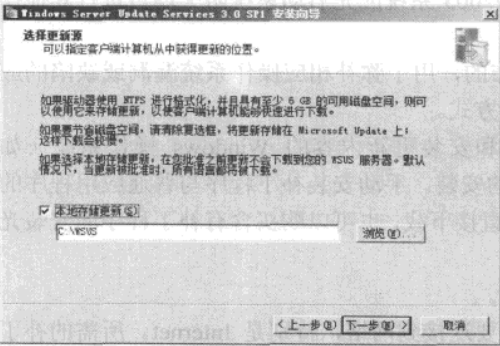 Windows Server Update Services 3.0 SP1 安装向导
选择更新源
可以指定客户端计算机从中获得更新的位置。
如果驱动器使用 NTFS 进行格式化，并且具有至少 6 GB 的可用磁盘空间，则可
以使用它来存储更新，以使客户端计算机能够快速进行下载。
如果要节省磁盘空间，请清除复选框，将更新存储在 Microsoft Update 上；
这样下载会较慢。
如果选择本地存储更新，在您批准之前更新不会下载到您的 WSUS 服务器。默认
情况下，当更新被批准时，所有语言都将被下载。
本地存储更新(S)
C:\WSUS
浏览(R)...
<上一步(B)
下一步(N) >
取消
Internet，所需的补丁